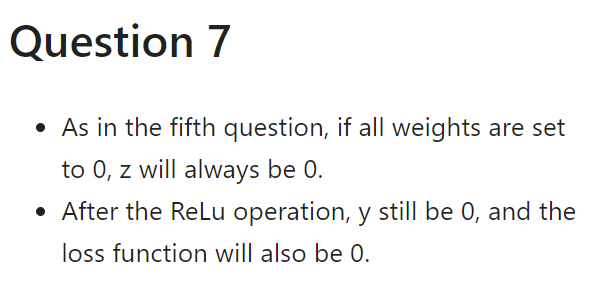 Question 7
• As in the fifth question, if all weights are set
to 0, z will always be 0.
• After the ReLu operation, y still be 0, and the
loss function will also be 0.